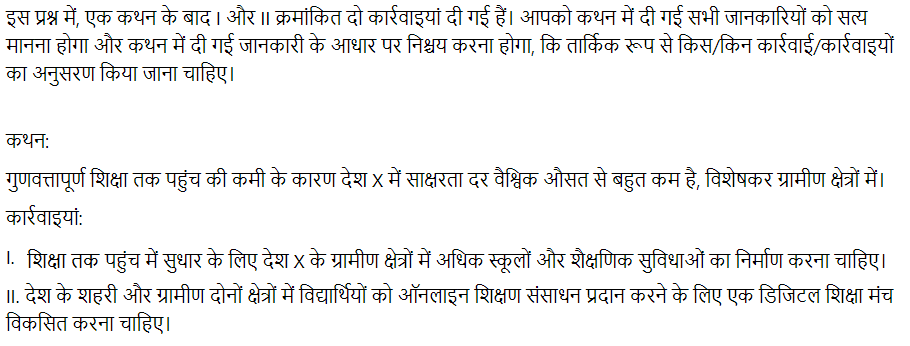 इस प्रश्न में, एक कथन के बाद I और II क्रमांकित दो कार्रवाइयां दी गई हैं। आपको कथन में दी गई सभी जानकारियों को सत्य
मानना होगा और कथन में दी गई जानकारी के आधार पर निश्चय करना होगा, कि तार्किक रूप से किस/किन कार्रवाई/कार्रवाइयों
का अनुसरण किया जाना चाहिए।
कथन:
गुणवत्तापूर्ण शिक्षा तक पहुंच की कमी के कारण देश X में साक्षरता दर वैश्विक औसत से बहुत कम है, विशेषकर ग्रामीण क्षेत्रों में।
कार्रवाइयां:
I. शिक्षा तक पहुंच में सुधार के लिए देश X के ग्रामीण क्षेत्रों में अधिक स्कूलों और शैक्षणिक सुविधाओं का निर्माण करना चाहिए।
II. देश के शहरी और ग्रामीण दोनों क्षेत्रों में विद्यार्थियों को ऑनलाइन शिक्षण संसाधन प्रदान करने के लिए एक डिजिटल शिक्षा मंच
विकसित करना चाहिए।